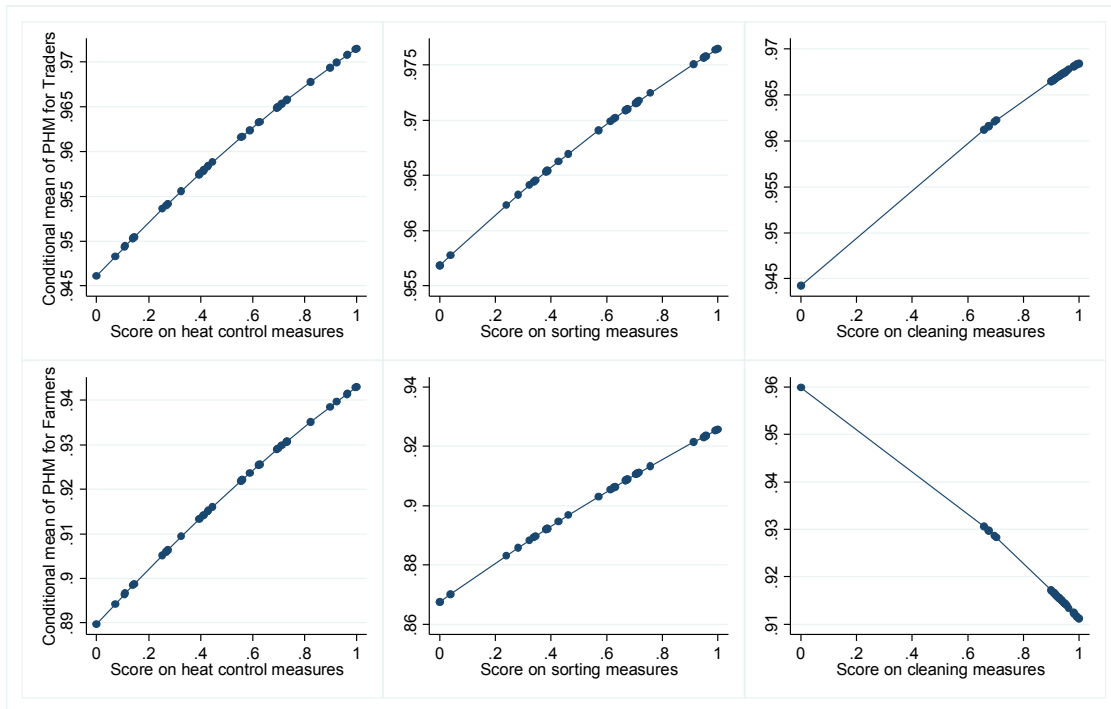 Conditional mean of PHM for Traders
.945 .95 .955 .96 .965 .97
0 .2 .4 .6 .8 1
Score on heat control measures
.95 .955 .96 .965 .97 .975
0 .2 .4 .6 .8 1
Score on sorting measures
.945 .95 .955 .96 .965 .97
0 .2 .4 .6 .8 1
Score on cleaning measures
Conditional mean of PHM for Farmers
.89 .9 .91 .92 .93 .94
0 .2 .4 .6 .8 1
Score on heat control measures
.86 .88 .9 .92 .94
0 .2 .4 .6 .8 1
Score on sorting measures
.91 .92 .93 .94 .95 .96
0 .2 .4 .6 .8 1
Score on cleaning measures